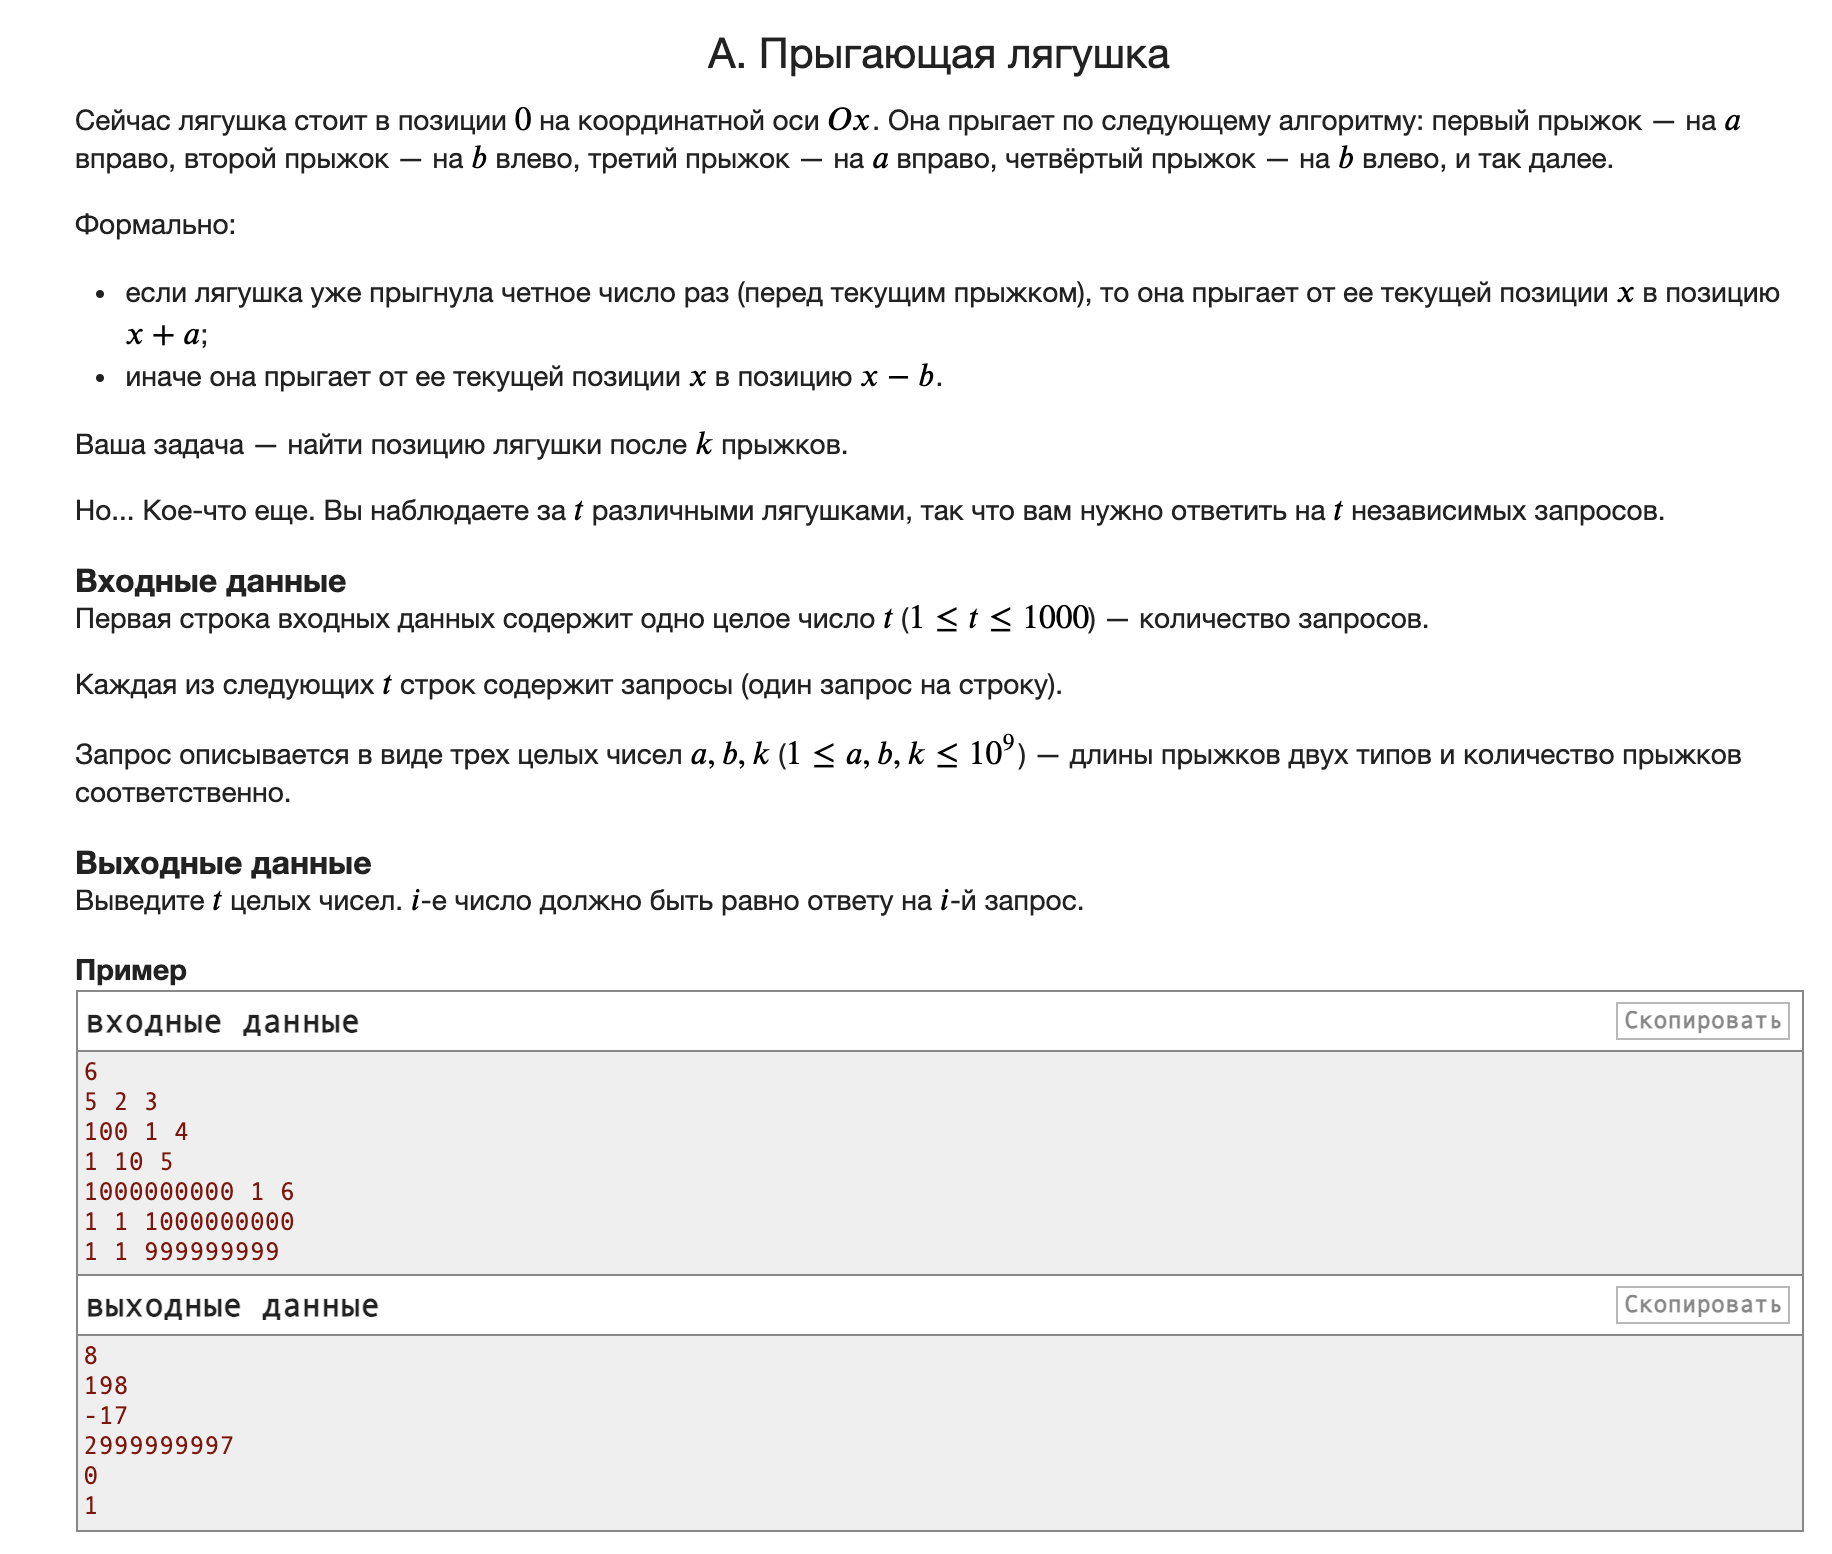 А. Прыгающая лягушка
Сейчас лягушка стоит в позиции 0 на координатной оси Ox. Она прыгает по следующему алгоритму: первый прыжок — на a
вправо, второй прыжок — на b влево, третий прыжок — на a вправо, четвёртый прыжок — на b влево, и так далее.
Формально:
• если лягушка уже прыгнула четное число раз (перед текущим прыжком), то она прыгает от ее текущей позиции x в позицию
x + a;
• иначе она прыгает от ее текущей позиции x в позицию x − b.
Ваша задача — найти позицию лягушки после k прыжков.
Но... Кое-что еще. Вы наблюдаете за t различными лягушками, так что вам нужно ответить на t независимых запросов.
Входные данные
Первая строка входных данных содержит одно целое число t (1 ≤ t ≤ 1000) — количество запросов.
Каждая из следующих t строк содержит запросы (один запрос на строку).
Запрос описывается в виде трех целых чисел a, b, k (1 ≤ a, b, k ≤ 10⁹) — длины прыжков двух типов и количество прыжков
соответственно.
Выходные данные
Выведите t целых чисел. i-е число должно быть равно ответу на i-й запрос.
Пример
входные данные Скопировать
6
5 2 3
100 1 4
1 10 5
1000000000 1 6
1 1 1000000000
1 1 999999999
выходные данные Скопировать
8
198
-17
2999999997
0
1